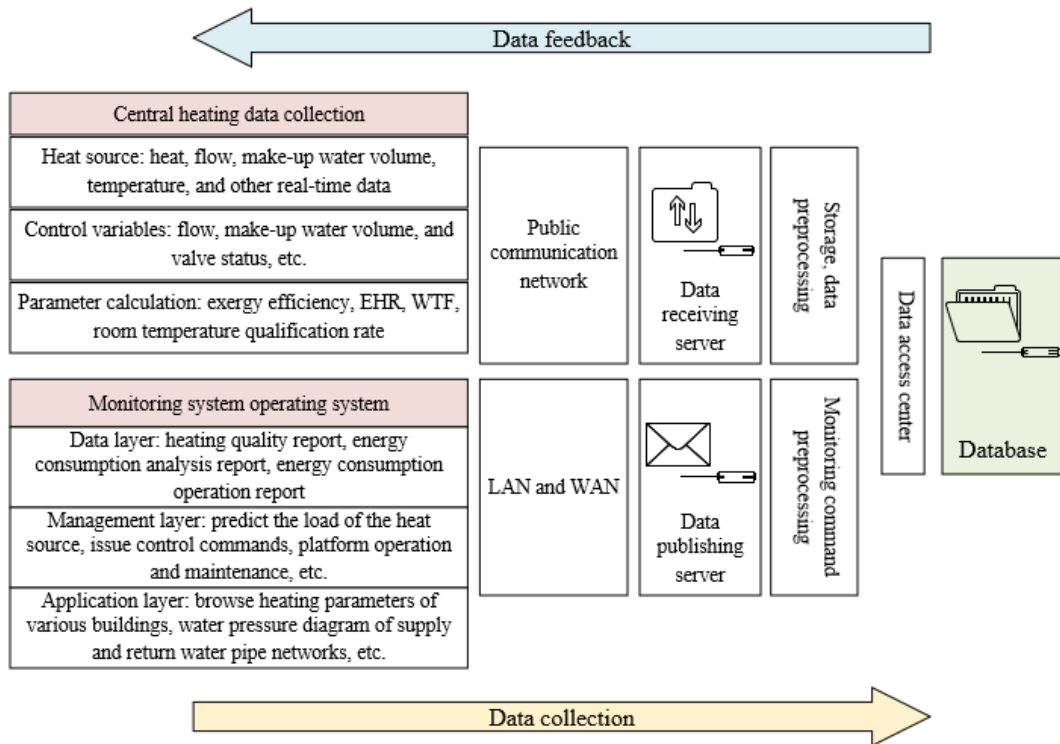 Data feedback
Central heating data collection
Heat source: heat, flow, make-up water volume,
temperature, and other real-time data
Control variables: flow, make-up water volume, and
valve status, etc.
Parameter calculation: exergy efficiency, EHR, WTF,
room temperature qualification rate
Public
communication
network
Data
receiving
server
Storage, data
preprocessing
Monitoring system operating system
Data layer: heating quality report, energy
consumption analysis report, energy consumption
operation report
Management layer: predict the load of the heat
source, issue control commands, platform operation
and maintenance, etc.
Application layer: browse heating parameters of
various buildings, water pressure diagram of supply
and return water pipe networks, etc.
LAN and WAN
Data
publishing
server
Monitoring command
preprocessing
Data access center
Database
Data collection